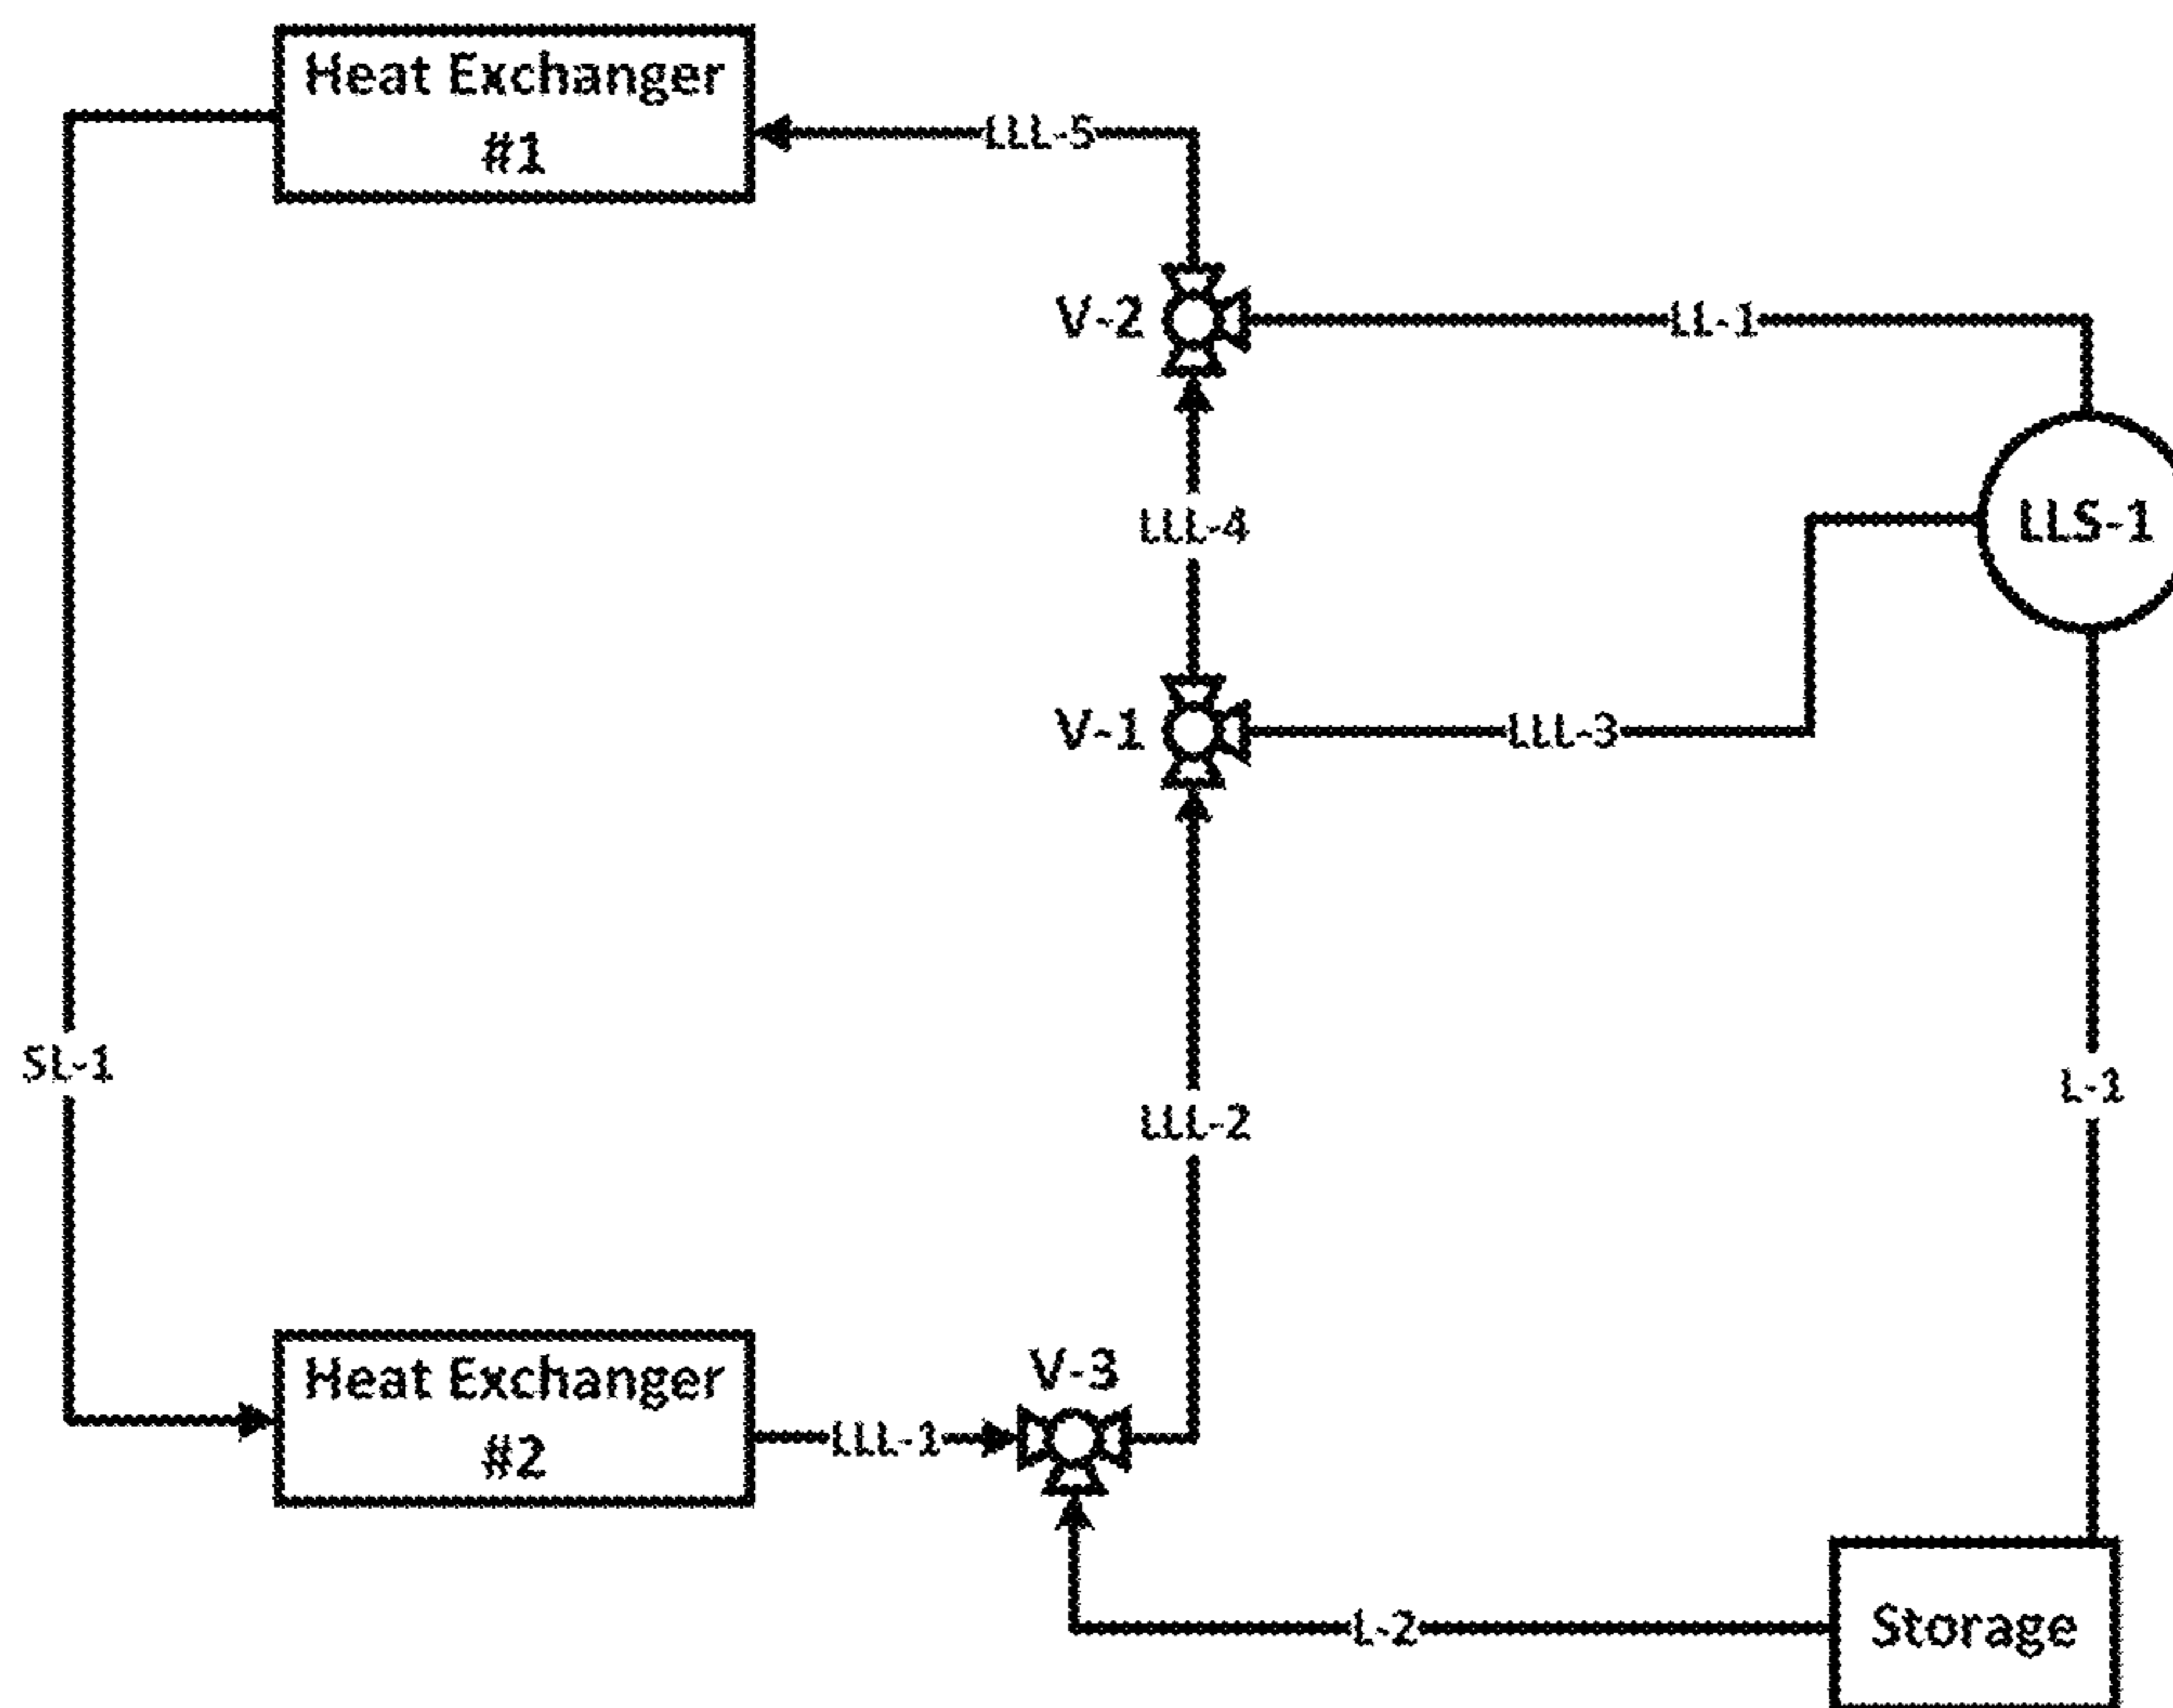 Heat Exchanger
#1
LLL-5
V-2
LL-1
LLL-4
LLS-1
V-1
LLL-3
SL-1
L-1
LLL-2
Heat Exchanger
#2
V-3
LLL-1
L-2
Storage